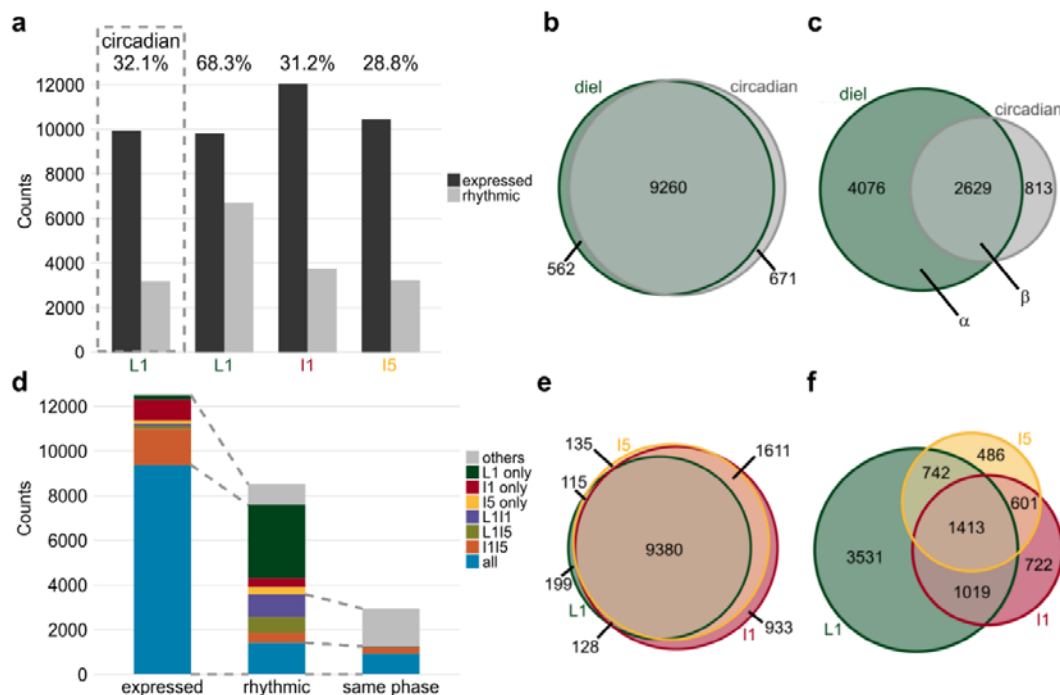 a
circadian
32.1% 68.3% 31.2% 28.8%
12000
10000
8000
6000
4000
2000
0
Counts
expressed
rhythmic
L1 L1 I1 I5
b
diel
circadian
9260
562
671
c
diel
circadian
4076 2629 813
β
α
d
12000
10000
8000
6000
4000
2000
0
Counts
others
L1 only
I1 only
I5 only
L1I1
L1I5
I1I5
all
expressed rhythmic same phase
e
135 I5 1611
115
9380
199
L1 I1
128 933
f
I5
486
742
601
1413
3531 722
1019
L1 I1